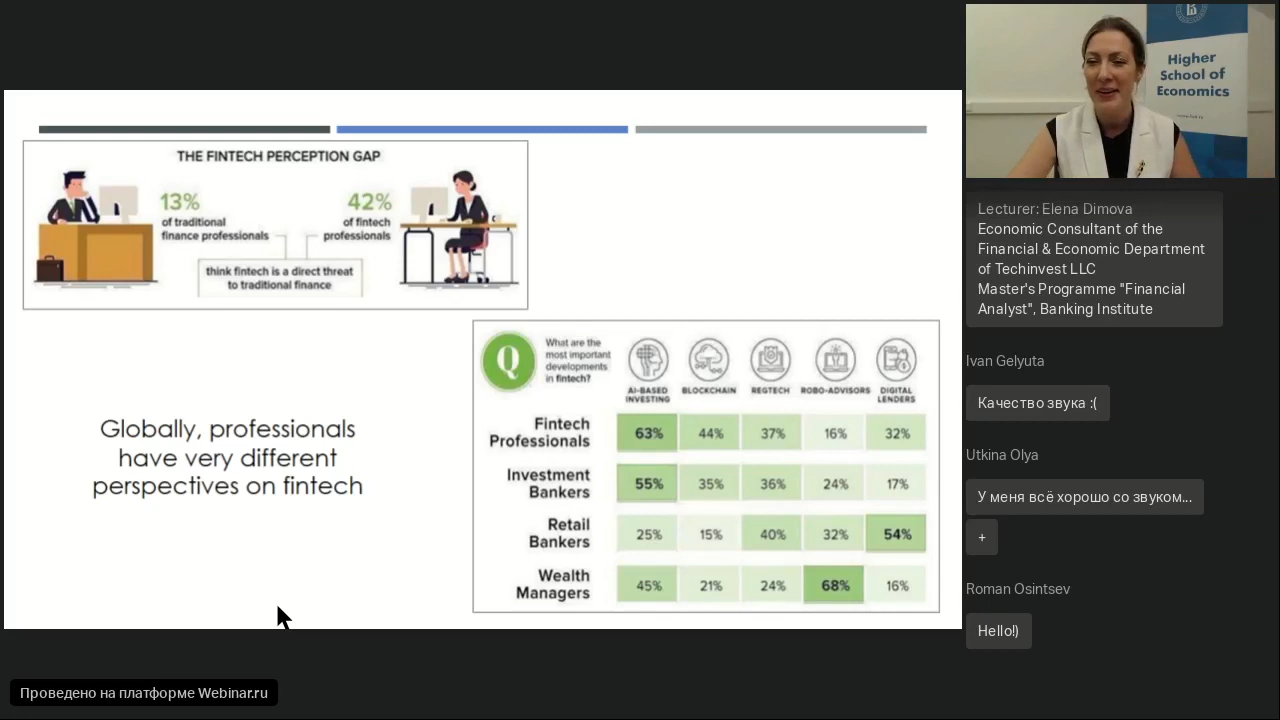 THE FINTECH PERCEPTION GAP
13%
of traditional
finance professionals
42%
of fintech
professionals
think fintech is a direct threat
to traditional finance
Globally, professionals
have very different
perspectives on fintech
Q
What are the
most important
developments
in fintech?
AI-BASED
INVESTING
BLOCKCHAIN
REGTECH
ROBO-ADVISORS
DIGITAL
LENDERS
Fintech
Professionals
63% 44% 37% 16% 32%
Investment
Bankers
55% 35% 36% 24% 17%
Retail
Bankers
25% 15% 40% 32% 54%
Wealth
Managers
45% 21% 24% 68% 16%
Higher
School of
Economics
Lecturer: Elena Dimova
Economic Consultant of the
Financial & Economic Department
of Techinvest LLC
Master's Programme "Financial
Analyst", Banking Institute
Ivan Gelyuta
Качество звука :(
Utkina Olya
У меня всё хорошо со звуком...
+
Roman Osintsev
Hello!)
Проведено на платформе Webinar.ru